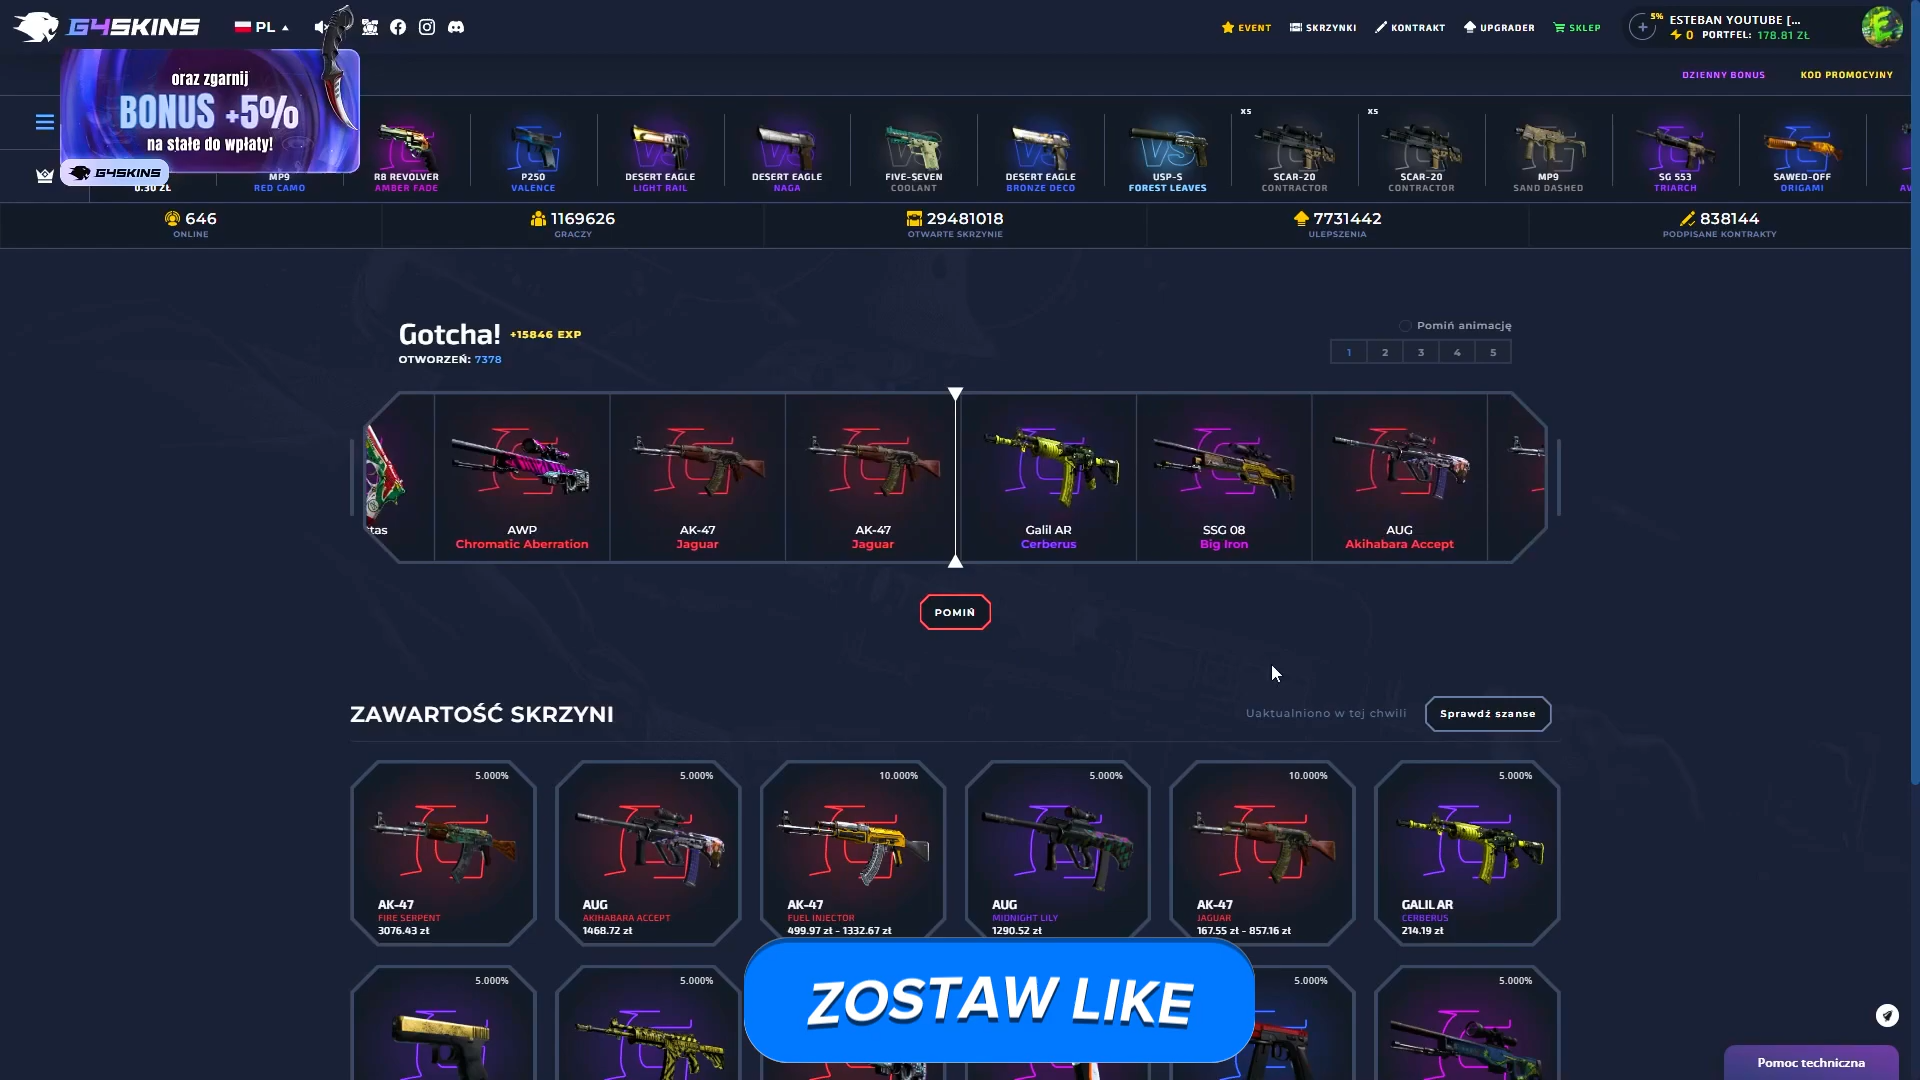 G4SKINS
PL
EVENT
SKRZYNKI
KONTRAKT
UPGRADER
SKLEP
5%
ESTEBAN YOUTUBE [...
0 PORTFEL: 178.81 ZŁ
DZIENNY BONUS
KOD PROMOCYJNY
oraz zgarnij
BONUS +5%
na stałe do wpłaty!
G4SKINS
0.30 ZŁ
MP9
RED CAMO
R8 REVOLVER
AMBER FADE
P250
VALENCE
DESERT EAGLE
LIGHT RAIL
DESERT EAGLE
NAGA
FIVE-SEVEN
COOLANT
DESERT EAGLE
BRONZE DECO
USP-S
FOREST LEAVES
X5
SCAR-20
CONTRACTOR
X5
SCAR-20
CONTRACTOR
MP9
SAND DASHED
SG 553
TRIARCH
SAWED-OFF
ORIGAMI
646
ONLINE
1169626
GRACZY
29481018
OTWARTE SKRZYNIE
7731442
ULEPSZENIA
838144
PODPISANE KONTRAKTY
Gotcha! +15846 EXP
OTWORZEŃ: 7378
Pomiń animację
1 2 3 4 5
tas
AWP
Chromatic Aberration
AK-47
Jaguar
AK-47
Jaguar
Galil AR
Cerberus
SSG 08
Big Iron
AUG
Akihabara Accept
POMIŃ
ZAWARTOŚĆ SKRZYNI
Uaktualniono w tej chwili
Sprawdź szanse
5.000%
AK-47
FIRE SERPENT
3076.43 zł
5.000%
AUG
AKIHABARA ACCEPT
1468.72 zł
10.000%
AK-47
FUEL INJECTOR
499.97 zł - 1332.67 zł
5.000%
AUG
MIDNIGHT LILY
1290.52 zł
10.000%
AK-47
JAGUAR
167.55 zł - 857.16 zł
5.000%
GALIL AR
CERBERUS
214.19 zł
5.000%
5.000%
5.000%
5.000%
ZOSTAW LIKE
Pomoc techniczna